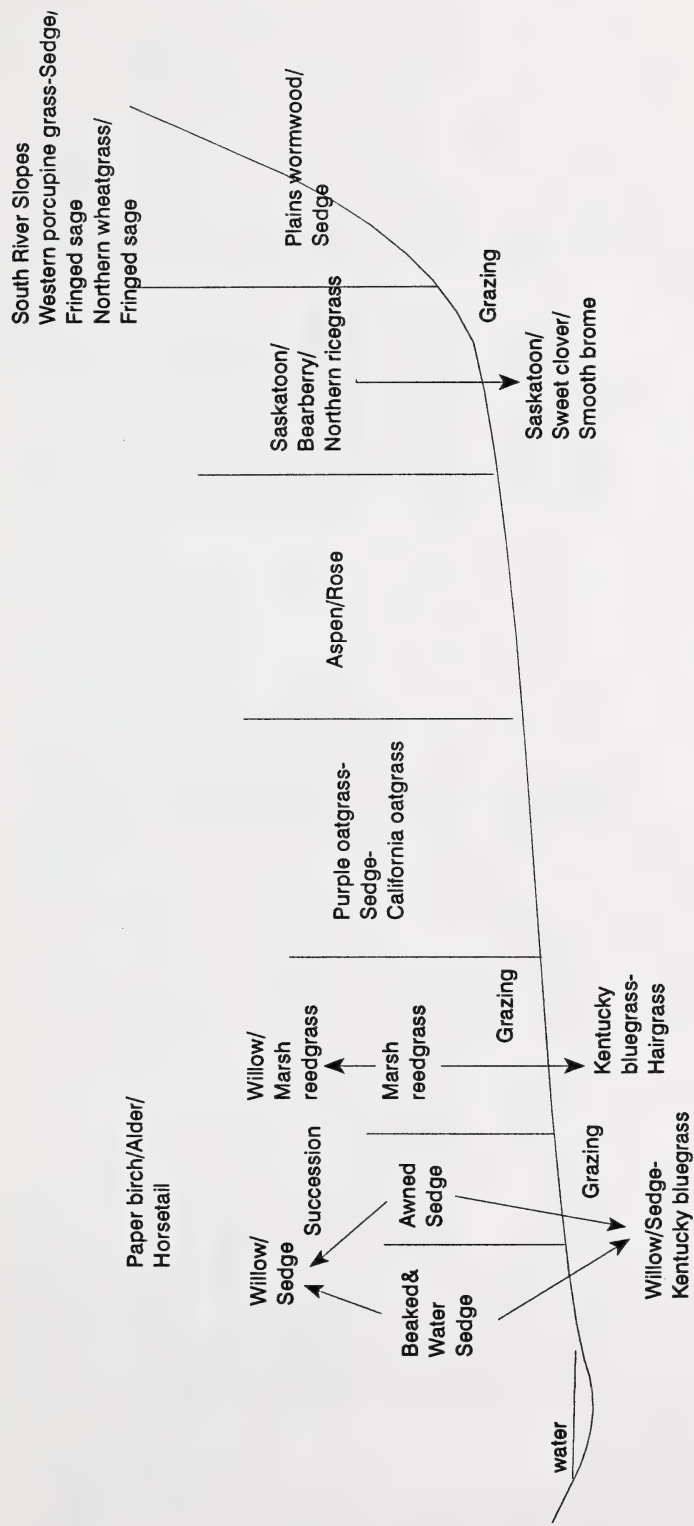 South River Slopes
Western porcupine grass-Sedge,
Fringed sage
Northern wheatgrass/
Fringed sage
Plains wormwood/
Sedge
Saskatoon/
Bearberry/
Northern ricegrass
Grazing
Saskatoon/
Sweet clover/
Smooth brome
Aspen/Rose
Purple oatgrass-
Sedge-
California oatgrass
Willow/
Marsh
reedgrass
Marsh
reedgrass
Grazing
Kentucky
bluegrass-
Hairgrass
Paper birch/Alder/
Horsetail
Willow/
Sedge
Succession
Awned
Sedge
Beaked&
Water
Sedge
Grazing
Willow/Sedge-
Kentucky bluegrass
water